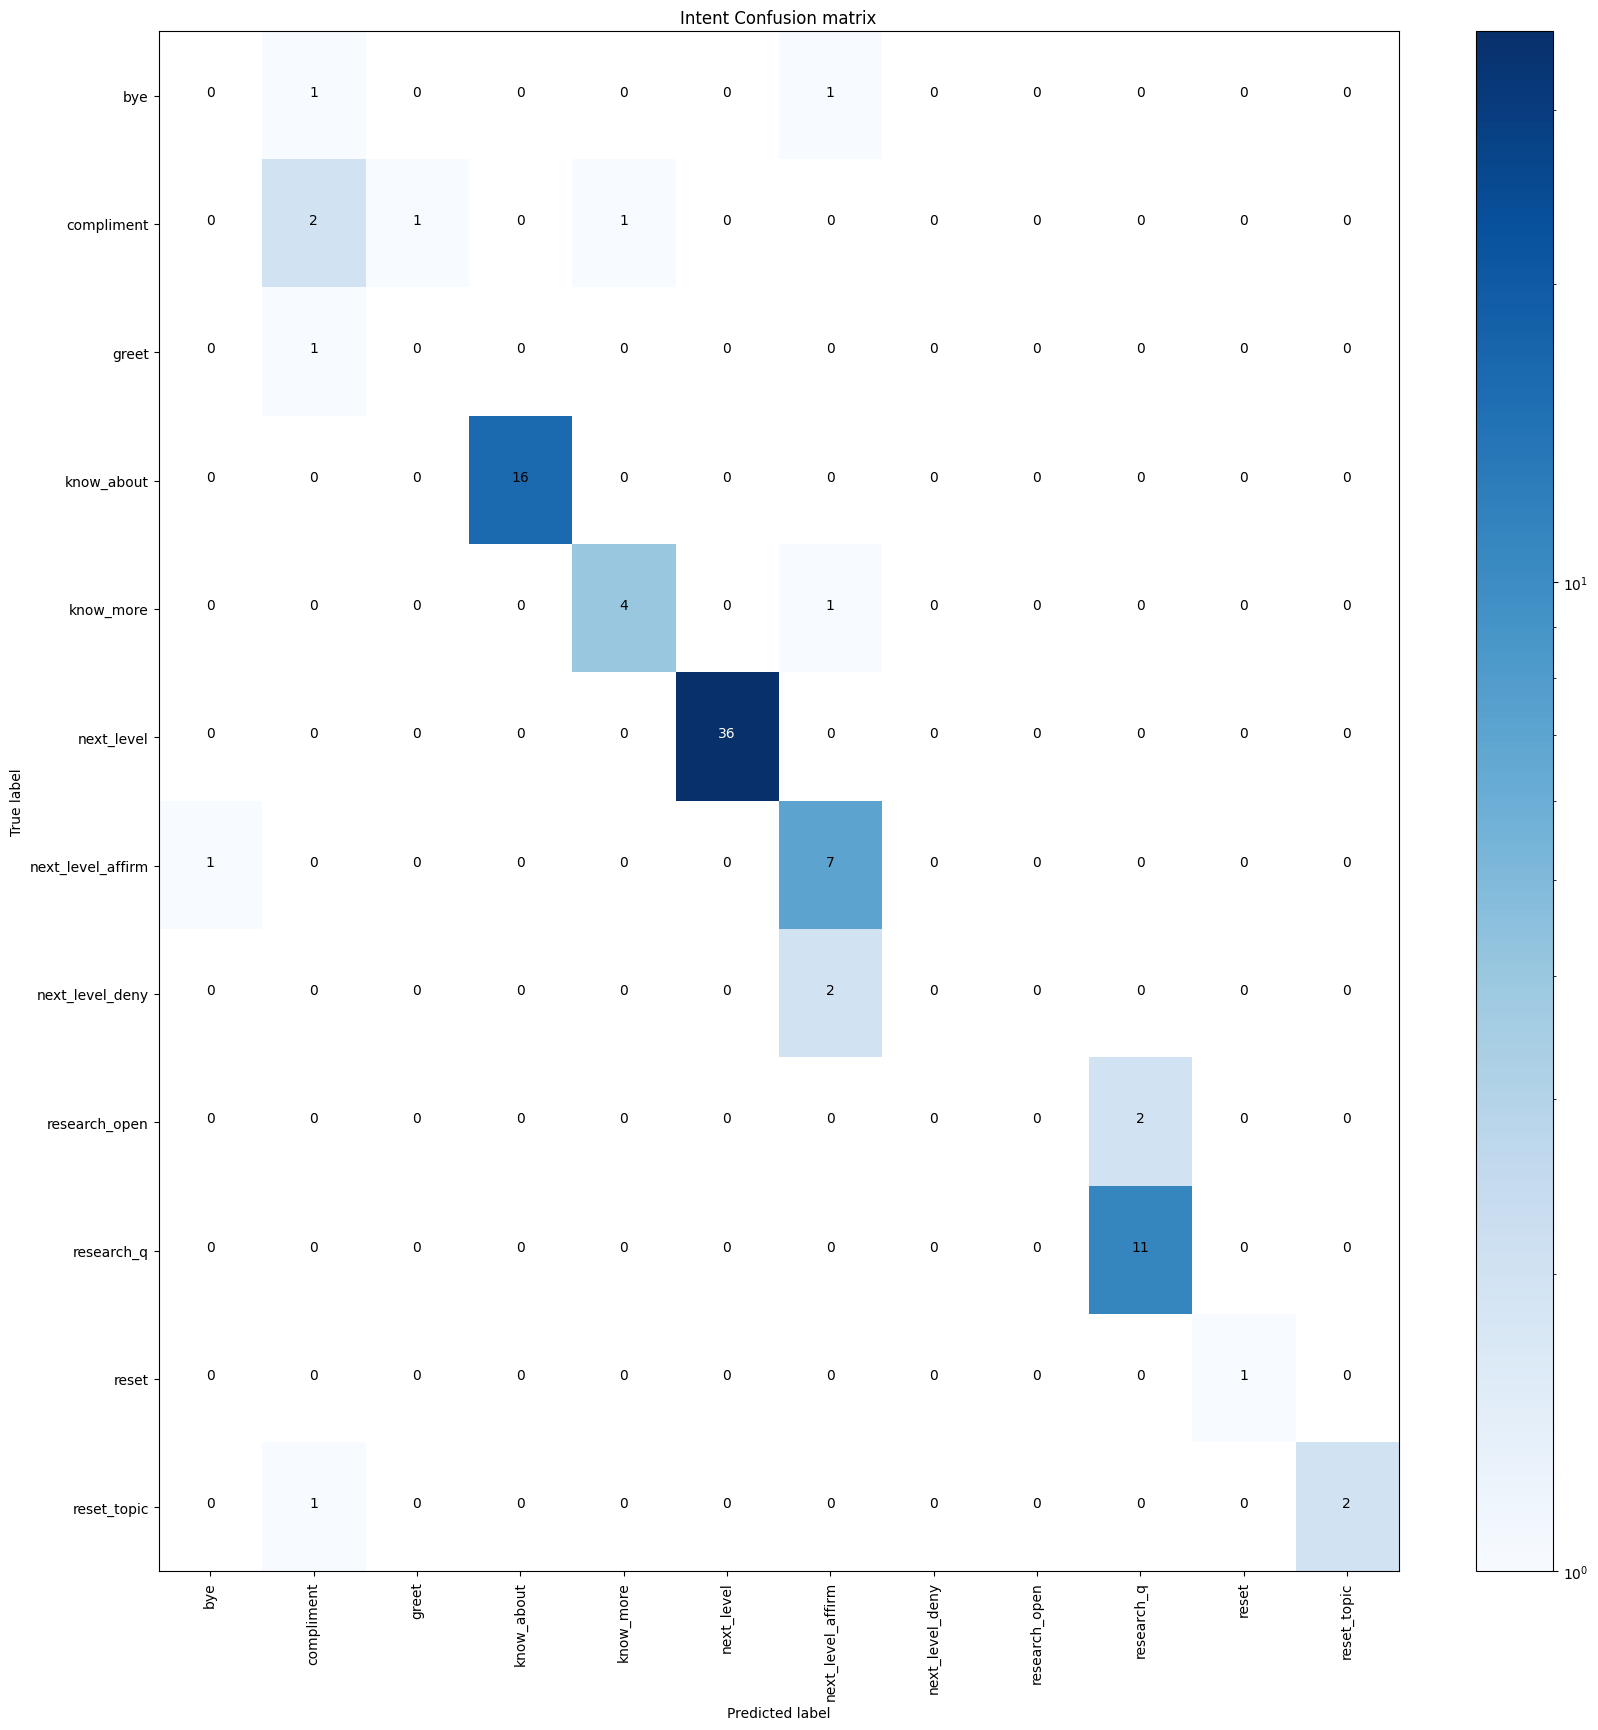 Intent Confusion matrix
bye 0 1 0 0 0 0 1 0 0 0 0 0
compliment 0 2 1 0 1 0 0 0 0 0 0 0
greet 0 1 0 0 0 0 0 0 0 0 0 0
know_about 0 0 0 16 0 0 0 0 0 0 0 0
know_more 0 0 0 0 4 0 1 0 0 0 0 0
next_level 0 0 0 0 0 36 0 0 0 0 0 0
next_level_affirm 1 0 0 0 0 0 7 0 0 0 0 0
next_level_deny 0 0 0 0 0 0 2 0 0 0 0 0
research_open 0 0 0 0 0 0 0 0 0 2 0 0
research_q 0 0 0 0 0 0 0 0 0 11 0 0
reset 0 0 0 0 0 0 0 0 0 0 1 0
reset_topic 0 1 0 0 0 0 0 0 0 0 0 2
True label
bye
compliment
greet
know_about
know_more
next_level
next_level_affirm
next_level_deny
research_open
research_q
reset
reset_topic
Predicted label
10¹
10⁰